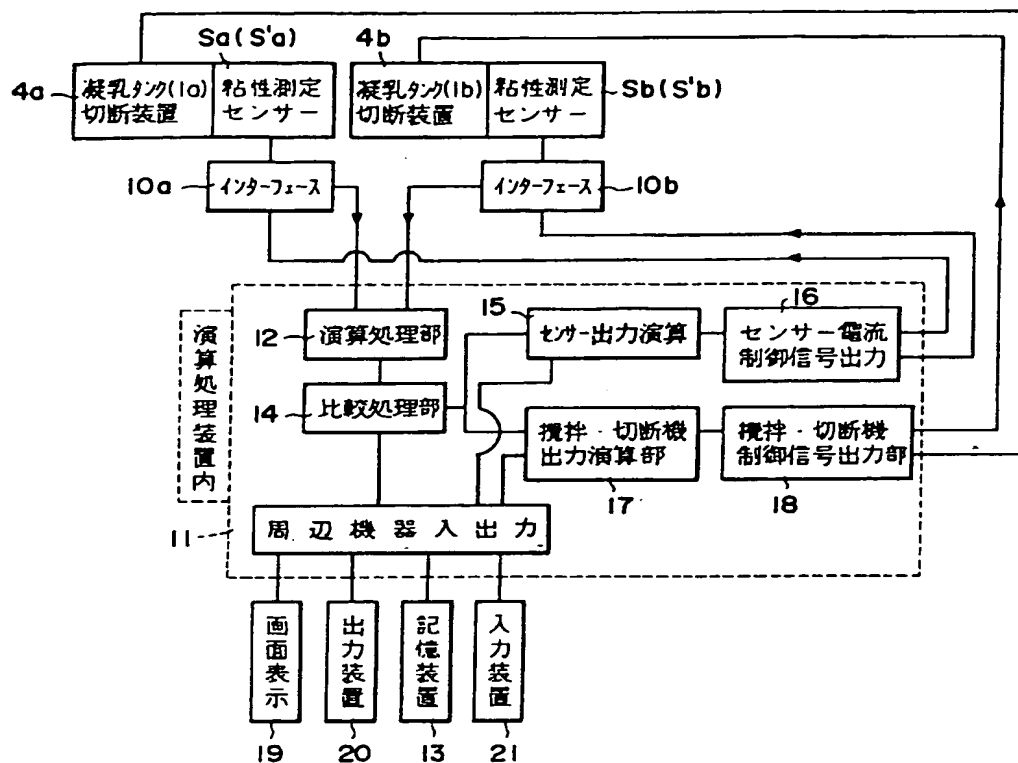 Sa(S'a)
4b
4a
凝乳タンク(1a)
切断装置
粘性測定
センサー
凝乳タンク(1b)
切断装置
粘性測定
センサー
Sb(S'b)
10a
インターフェース
インターフェース
10b
演算処理装置内
12
演算処理部
15
センサー出力演算
16
センサー電流
制御信号出力
14
比較処理部
攪拌・切断機
出力演算部
17
攪拌・切断機
制御信号出力部
18
11
周辺機器入出力
画面表示
出力装置
記憶装置
入力装置
19
20
13
21